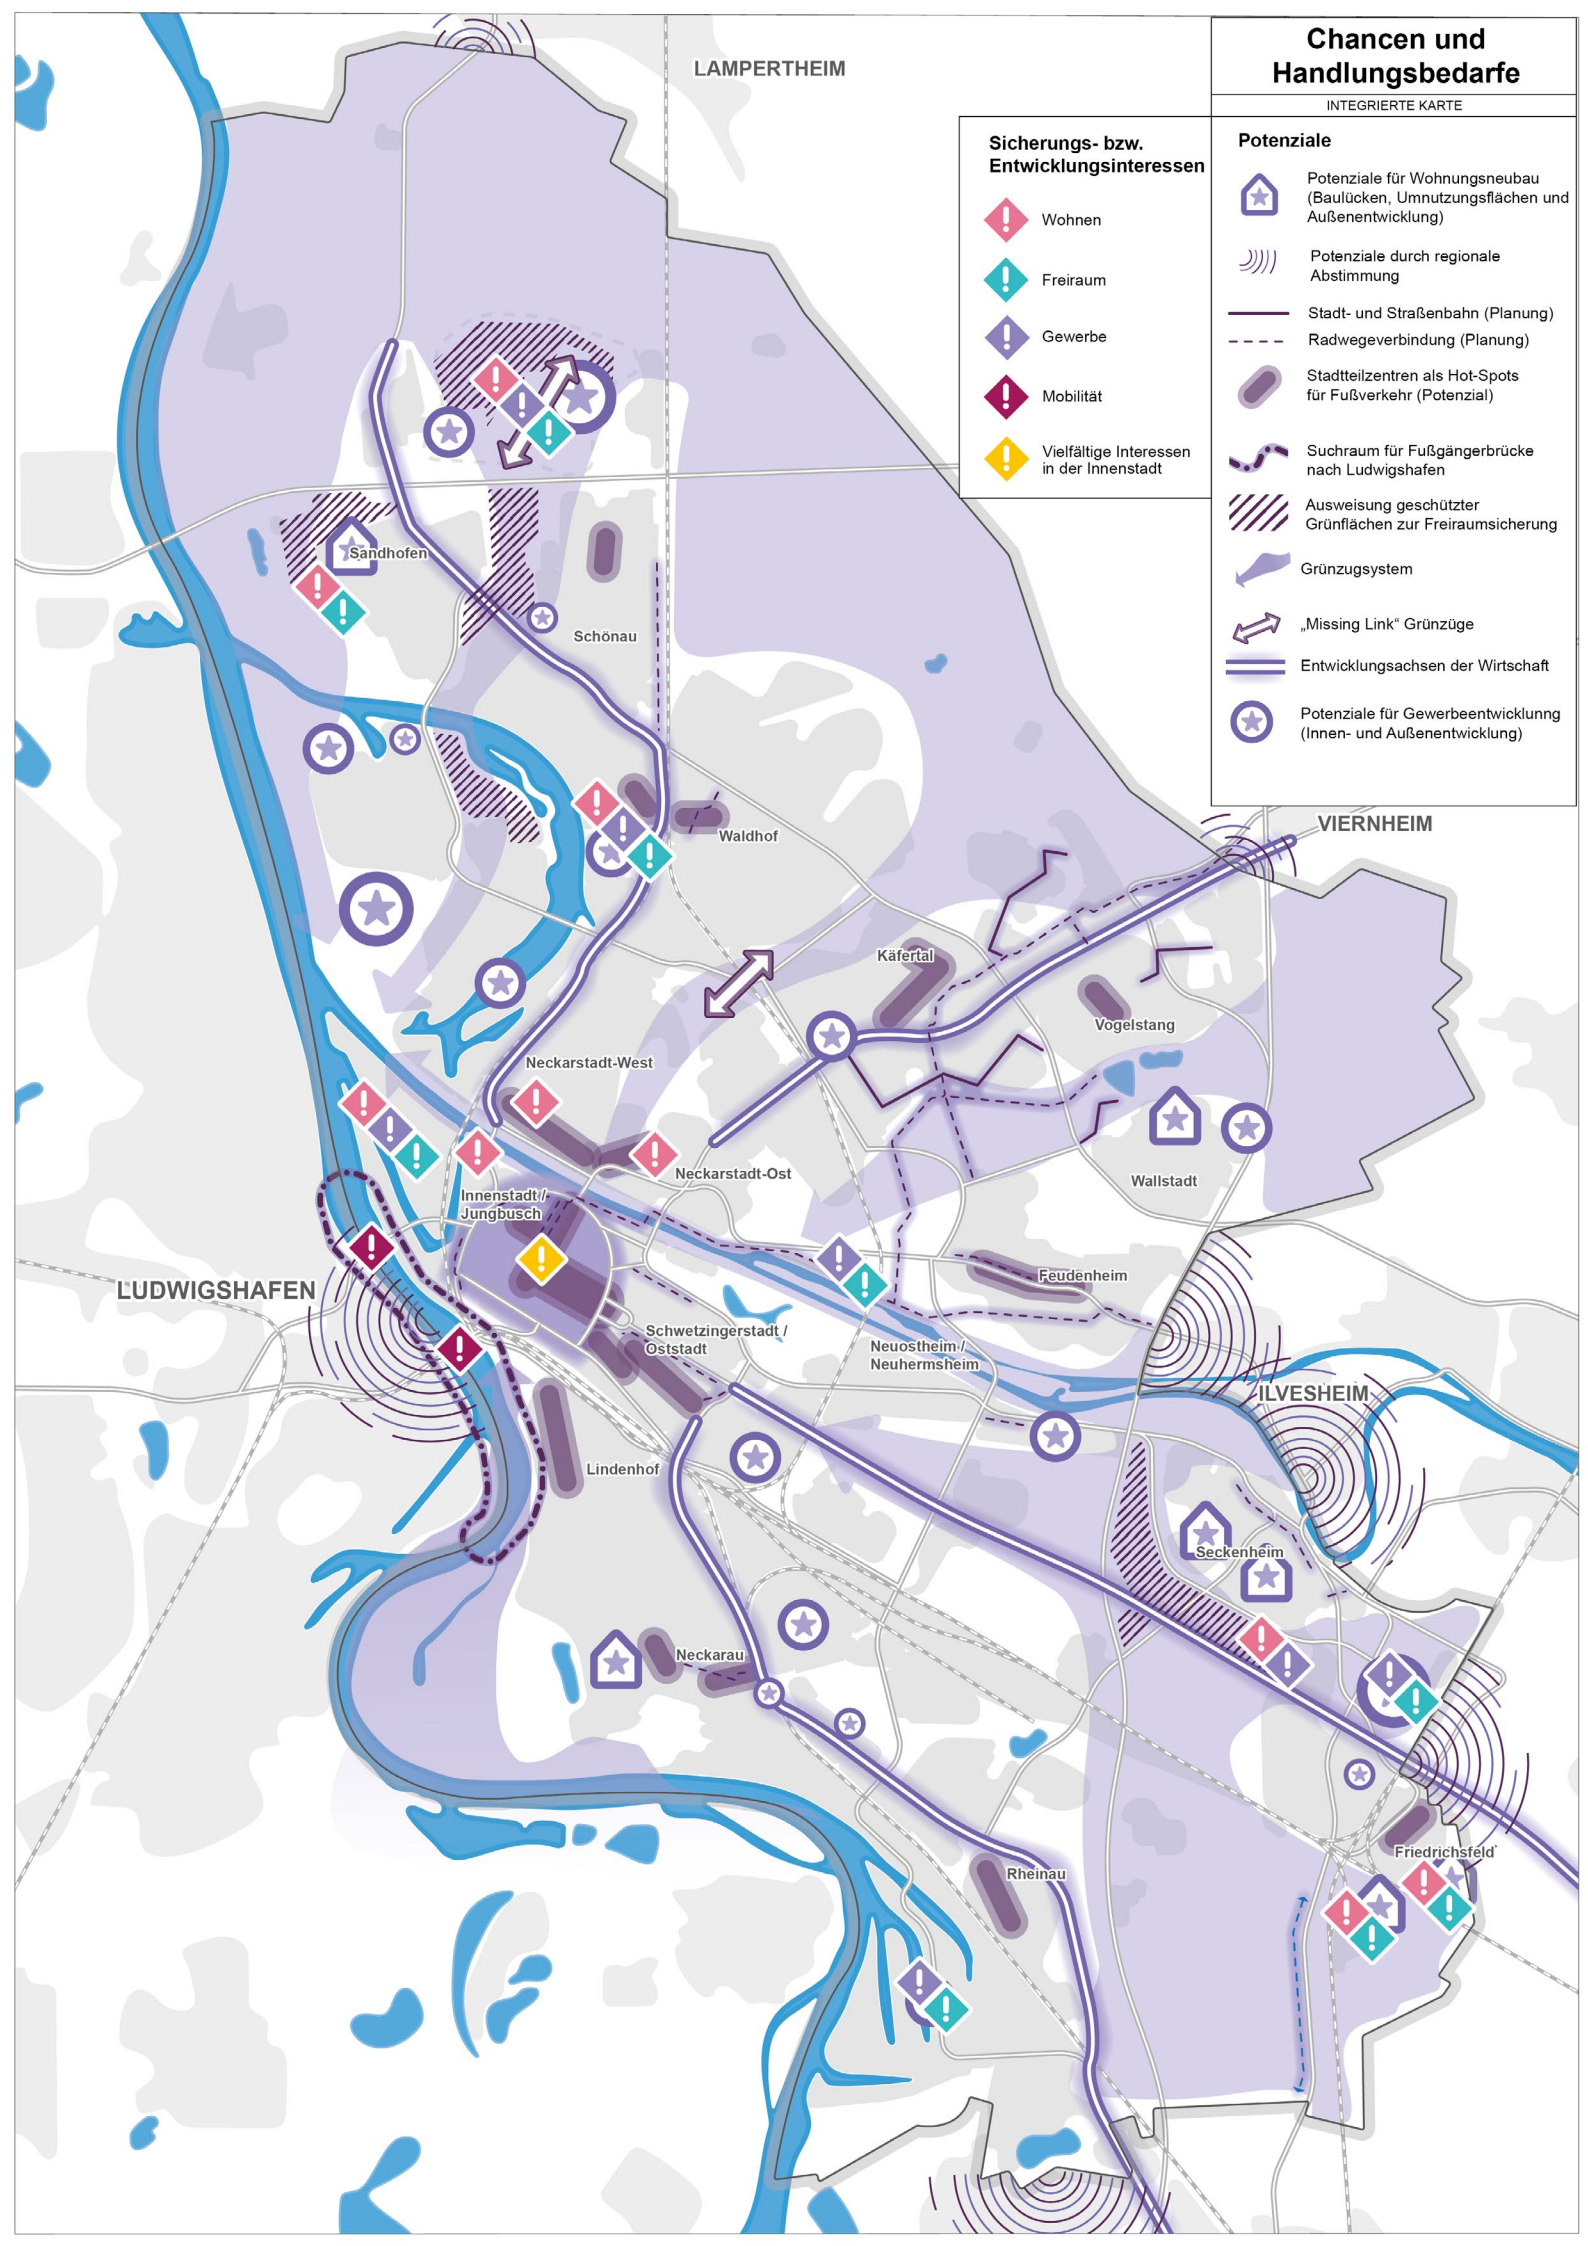 Chancen und
Handlungsbedarfe
INTEGRIERTE KARTE
Sicherungs- bzw.
Entwicklungsinteressen
Wohnen
Freiraum
Gewerbe
Mobilität
Vielfältige Interessen
in der Innenstadt
Potenziale
Potenziale für Wohnungsneubau
(Baulücken, Umnutzungsflächen und
Außenentwicklung)
Potenziale durch regionale
Abstimmung
Stadt- und Straßenbahn (Planung)
Radwegeverbindung (Planung)
Stadtteilzentren als Hot-Spots
für Fußverkehr (Potenzial)
Suchraum für Fußgängerbrücke
nach Ludwigshafen
Ausweisung geschützter
Grünflächen zur Freiraumsicherung
Grünzugsystem
„Missing Link“ Grünzüge
Entwicklungsachsen der Wirtschaft
Potenziale für Gewerbeentwicklunng
(Innen- und Außenentwicklung)
LAMPERTHEIM
Sandhofen
Schönau
VIERNHEIM
Waldhof
Käfertal
Vogelstang
Neckarstadt-West
Neckarstadt-Ost
Wallstadt
Innenstadt /
Jungbusch
LUDWIGSHAFEN
Feudenheim
Schwetzingerstadt /
Oststadt
Neuostheim /
Neuhermsheim
ILVESHEIM
Lindenhof
Seckenheim
Neckarau
Friedrichsfeld
Rheinau